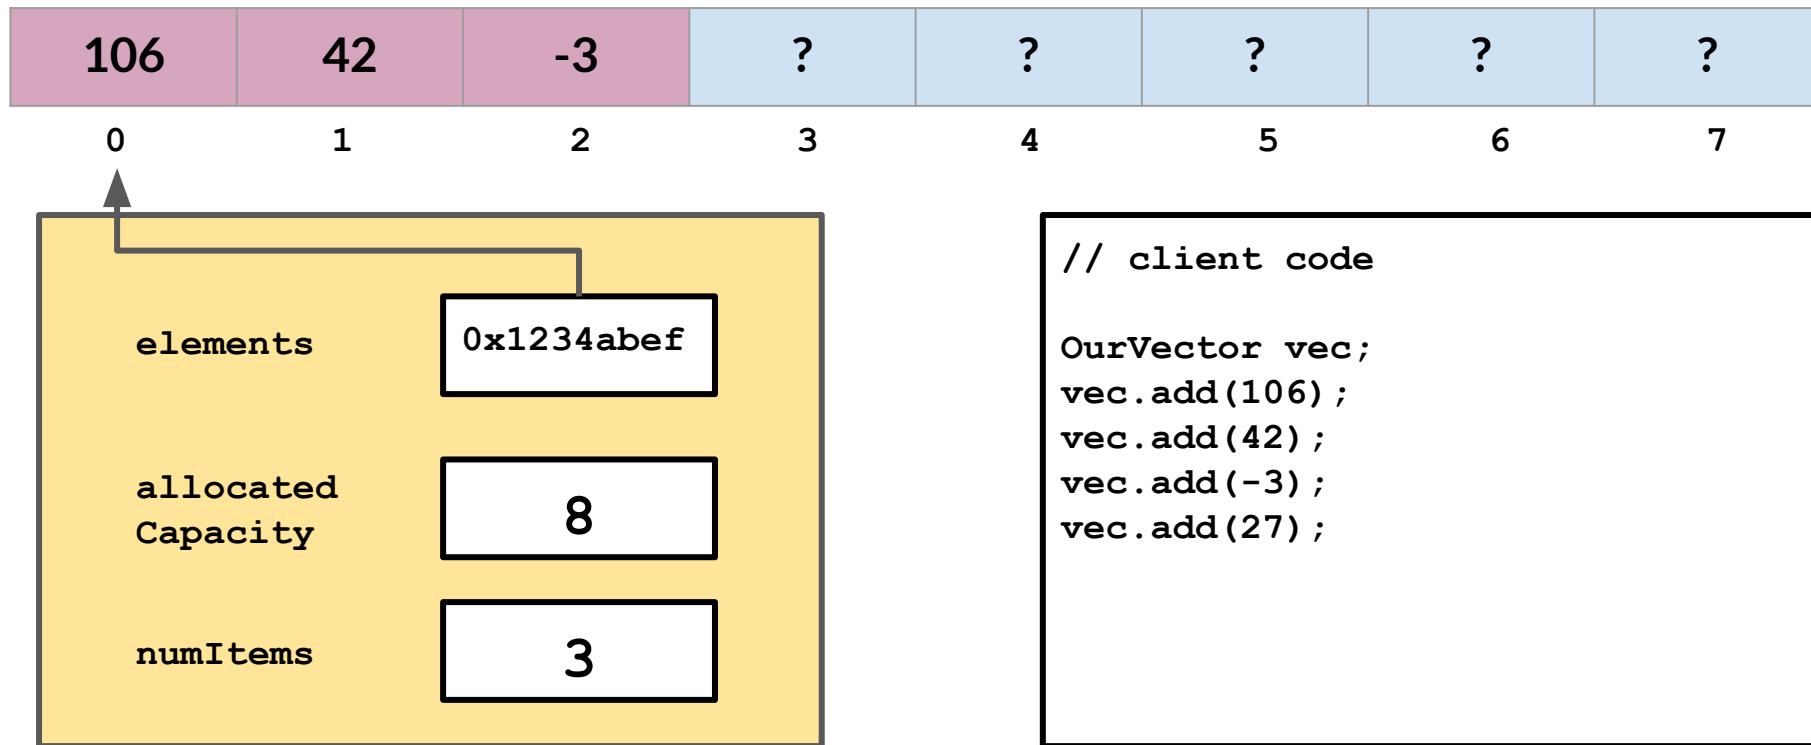 106 42 -3 ? ? ? ? ?
0 1 2 3 4 5 6 7
elements 0x1234abef
allocated
Capacity 8
numItems 3
// client code
OurVector vec;
vec.add(106);
vec.add(42);
vec.add(-3);
vec.add(27);